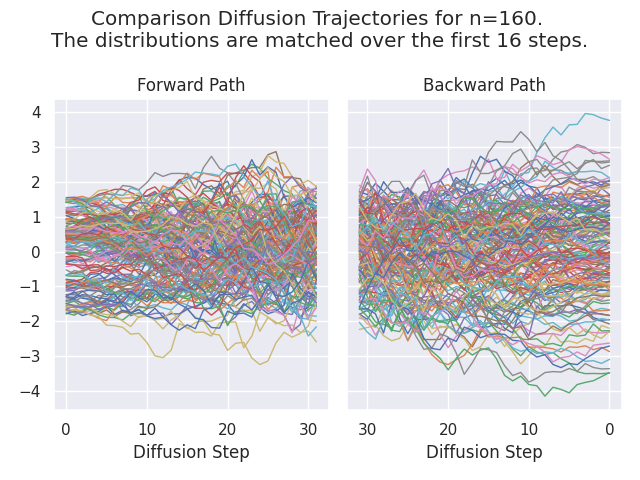 Comparison Diffusion Trajectories for n=160.
The distributions are matched over the first 16 steps.
Forward Path
Backward Path
4
3
2
1
0
−1
−2
−3
−4
0 10 20 30
30 20 10 0
Diffusion Step
Diffusion Step